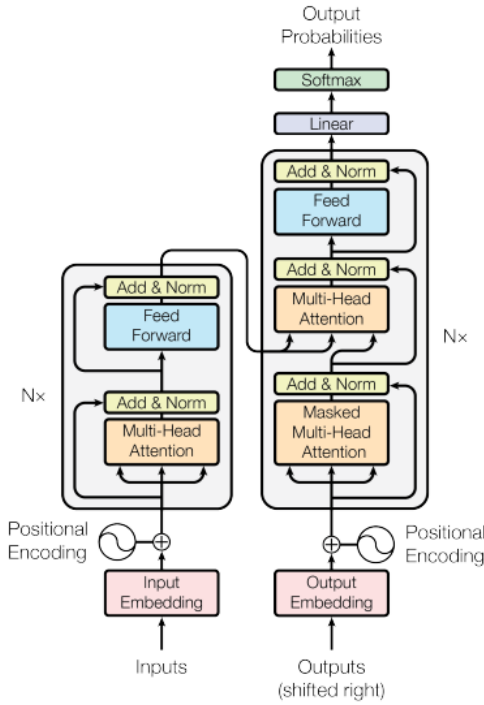 Output
Probabilities
Softmax
Linear
Add & Norm
Feed
Forward
Add & Norm
Multi-Head
Attention
Add & Norm
Masked
Multi-Head
Attention
N×
Add & Norm
Feed
Forward
Add & Norm
Multi-Head
Attention
N×
Positional
Encoding
Positional
Encoding
Input
Embedding
Output
Embedding
Inputs
Outputs
(shifted right)